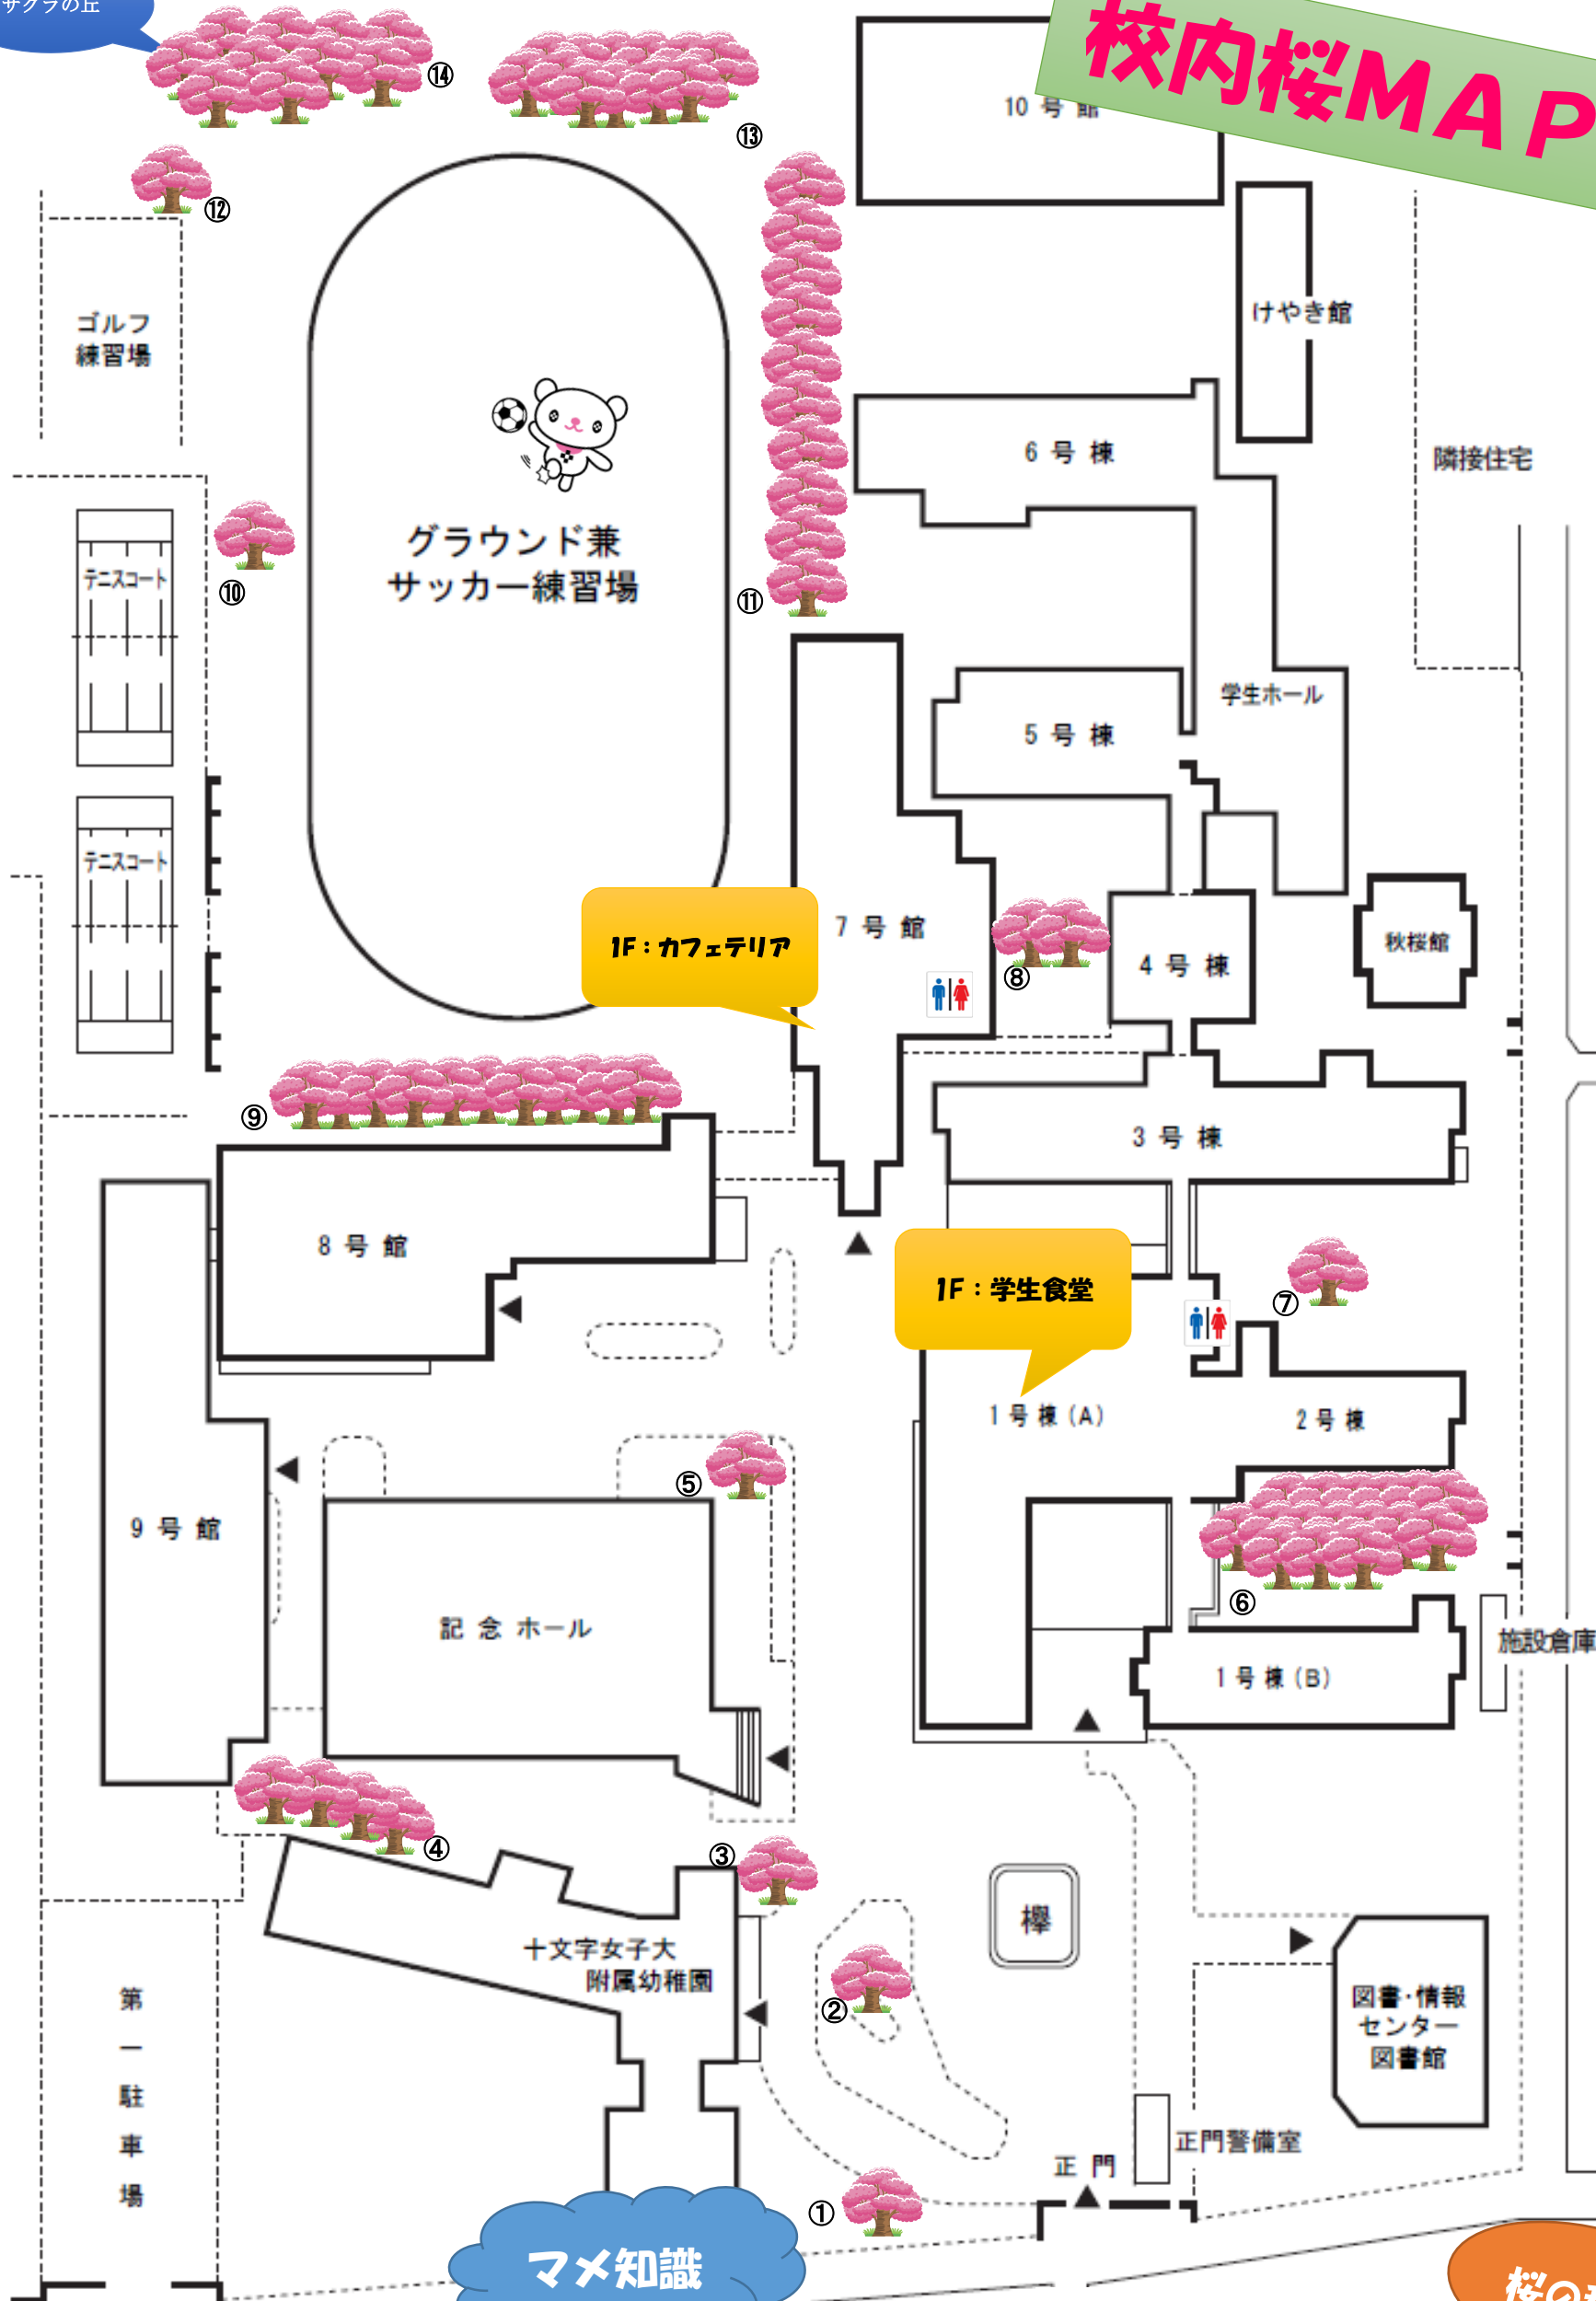 サクラの丘
校内桜MAP
⑭
⑬
10 号 館
⑫
ゴルフ
練習場
けやき館
6 号 棟
隣接住宅
グラウンド兼
サッカー練習場
テニスコート
⑩
⑪
学生ホール
5 号 棟
テニスコート
1F：カフェテリア
7 号 館
⑧
4 号 棟
秋桜館
⑨
3 号 棟
8 号 館
1F：学生食堂
⑦
1 号 棟（A）
2 号 棟
⑤
9 号 館
⑥
記 念 ホール
施設倉庫
1 号 棟（B）
④
③
欅
十文字女子大
附属幼稚園
②
図書・情報
センター
図書館
第一駐車場
正門警備室
正 門
①
マメ知識
桜の